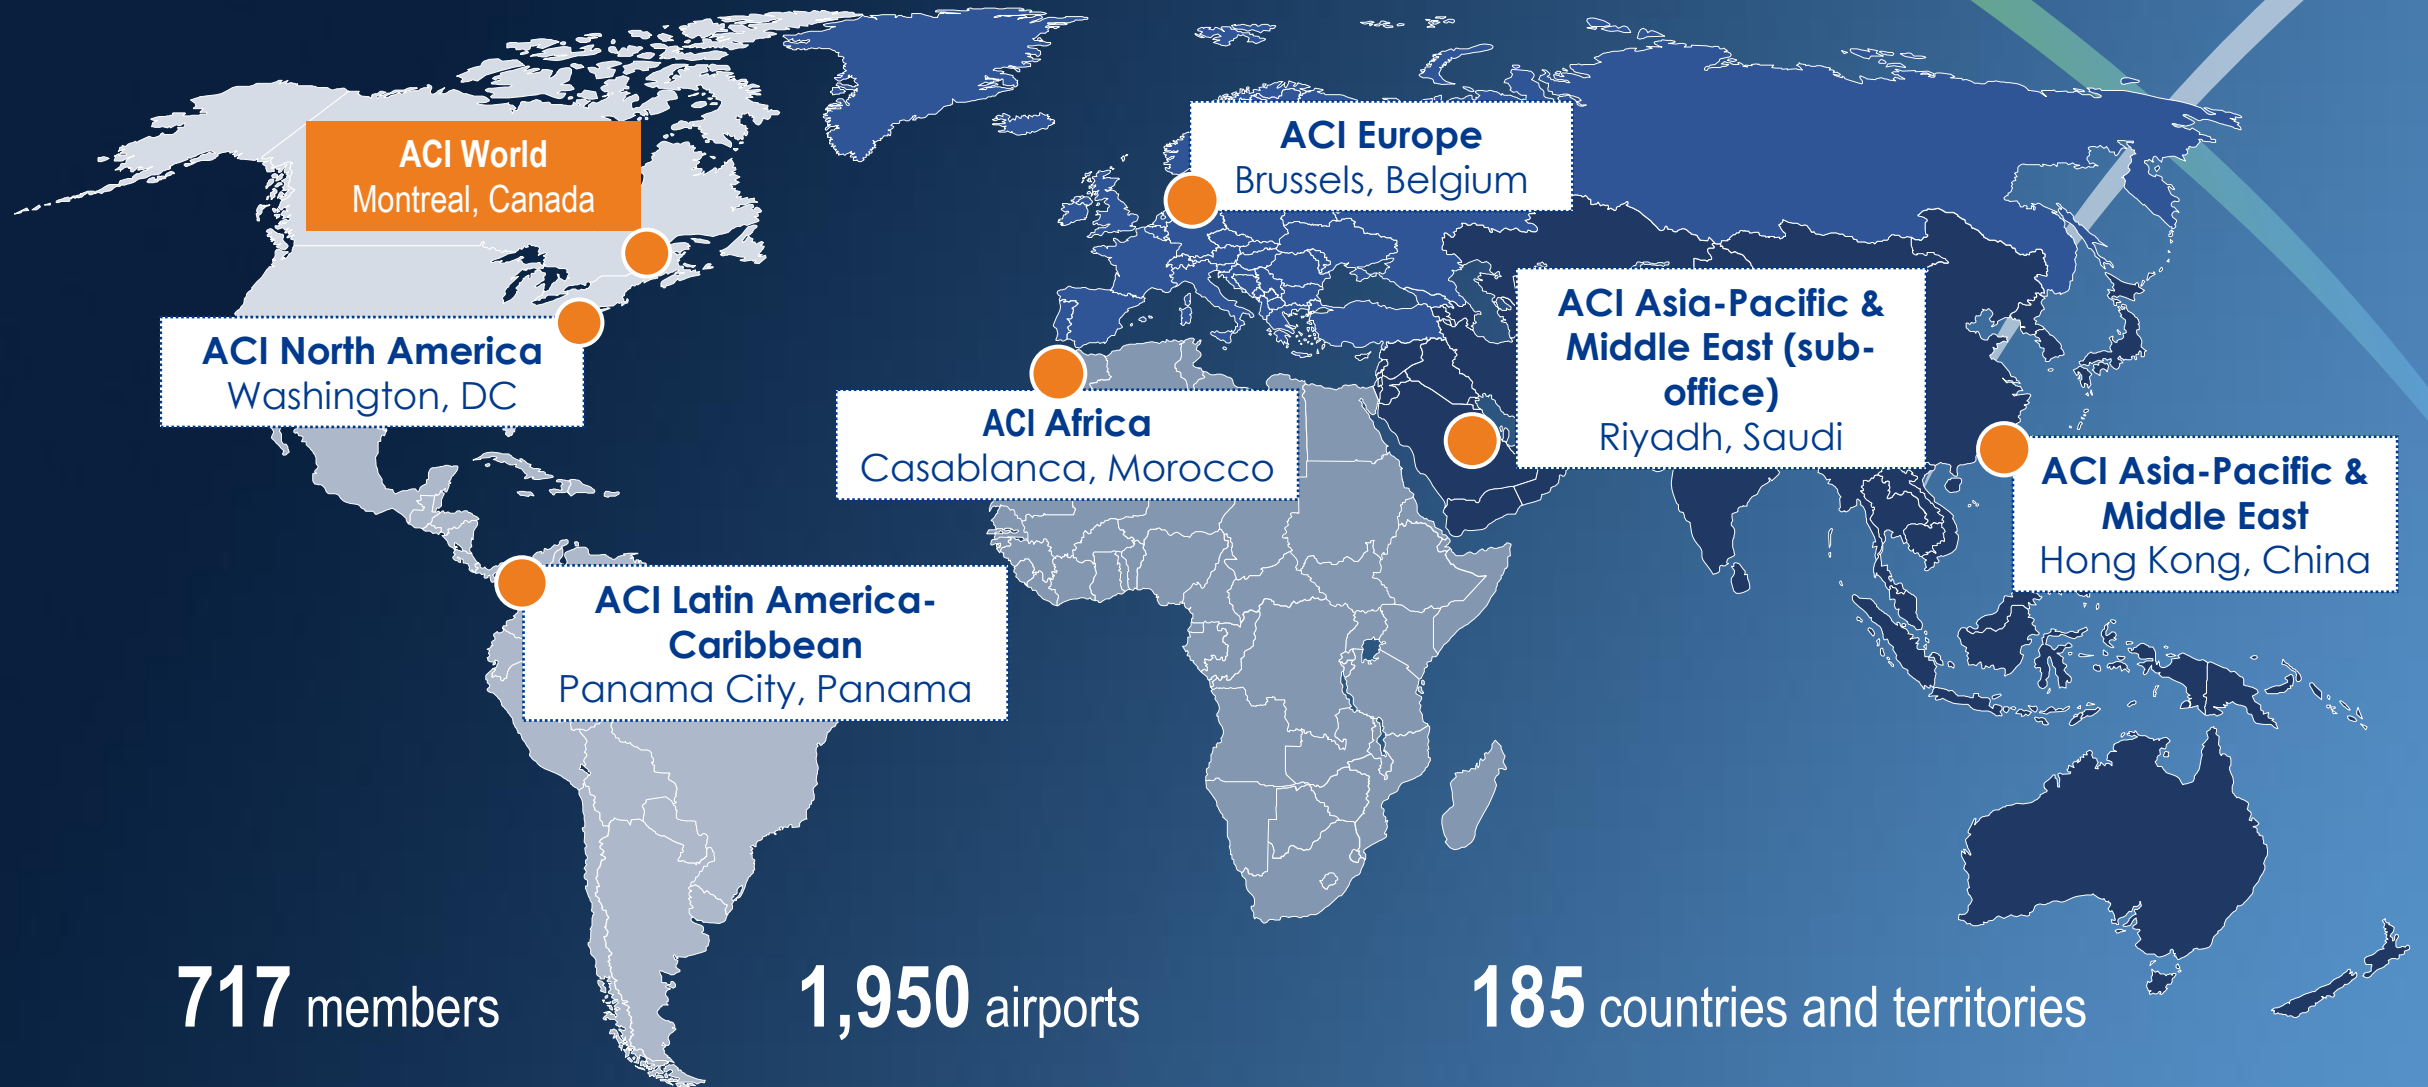 ACI World
Montreal, Canada
ACI North America
Washington, DC
ACI Latin America-
Caribbean
Panama City, Panama
ACI Europe
Brussels, Belgium
ACI Africa
Casablanca, Morocco
ACI Asia-Pacific &
Middle East (sub-
office)
Riyadh, Saudi
ACI Asia-Pacific &
Middle East
Hong Kong, China
717 members
1,950 airports
185 countries and territories